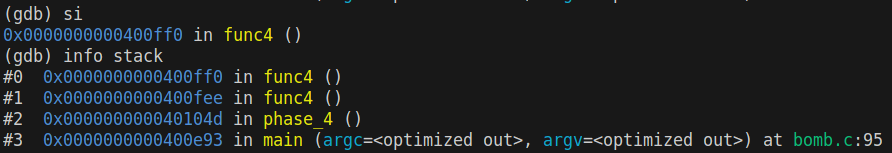 (gdb) si
0x0000000000400ff0 in func4 ()
(gdb) info stack
#0  0x0000000000400ff0 in func4 ()
#1  0x0000000000400fee in func4 ()
#2  0x000000000040104d in phase_4 ()
#3  0x0000000000400e93 in main (argc=<optimized out>, argv=<optimized out>) at bomb.c:95